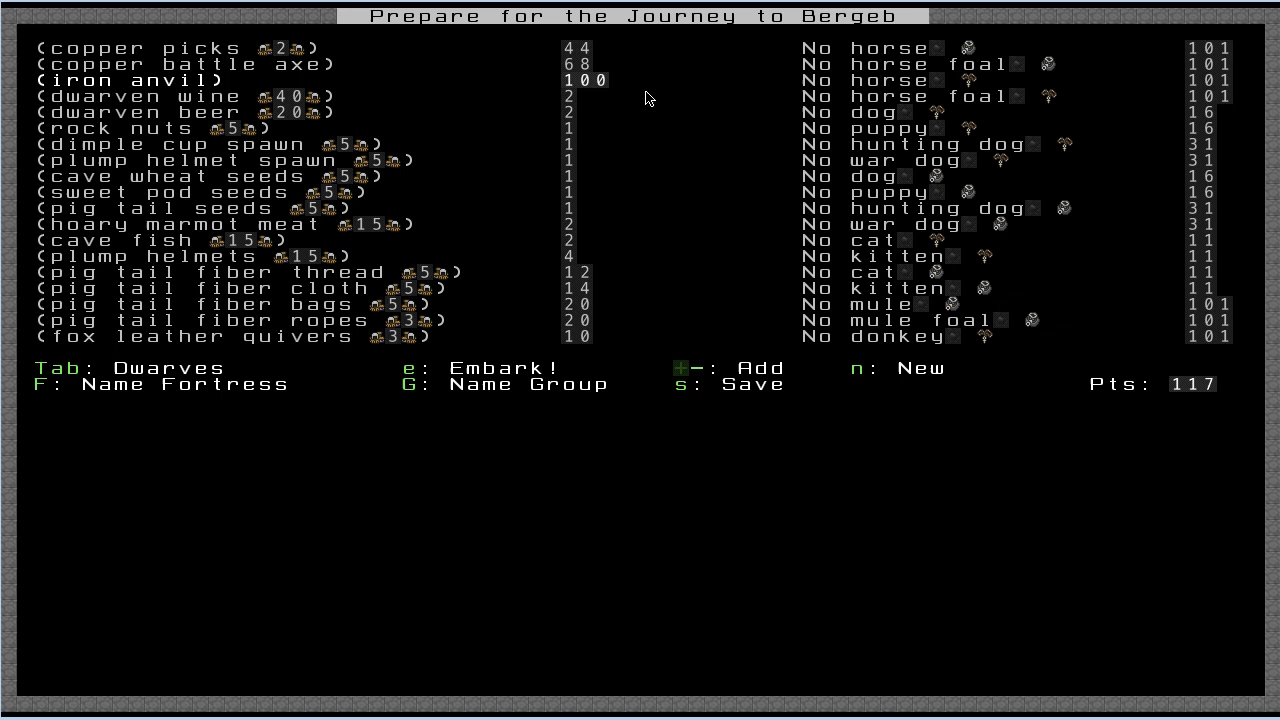 Prepare for the Journey to Bergeb
(copper picks [2]) 44 No horse 101
(copper battle axe) 68 No horse foal 101
(iron anvil) 100 No horse 101
(dwarven wine [40]) 2 No horse foal 101
(dwarven beer [20]) 2 No dog 16
(rock nuts [5]) 1 No puppy 16
(dimple cup spawn [5]) 1 No hunting dog 31
(plump helmet spawn [5]) 1 No war dog 31
(cave wheat seeds [5]) 1 No dog 16
(sweet pod seeds [5]) 1 No puppy 16
(pig tail seeds [5]) 1 No hunting dog 31
(hoary marmot meat [15]) 2 No war dog 31
(cave fish [15]) 2 No cat 11
(plump helmets [15]) 4 No kitten 11
(pig tail fiber thread [5]) 12 No cat 11
(pig tail fiber cloth [5]) 14 No kitten 11
(pig tail fiber bags [5]) 20 No mule 101
(pig tail fiber ropes [3]) 20 No mule foal 101
(fox leather quivers [3]) 10 No donkey 101
Tab: Dwarves e: Embark! +-: Add n: New
F: Name Fortress G: Name Group s: Save Pts: 117